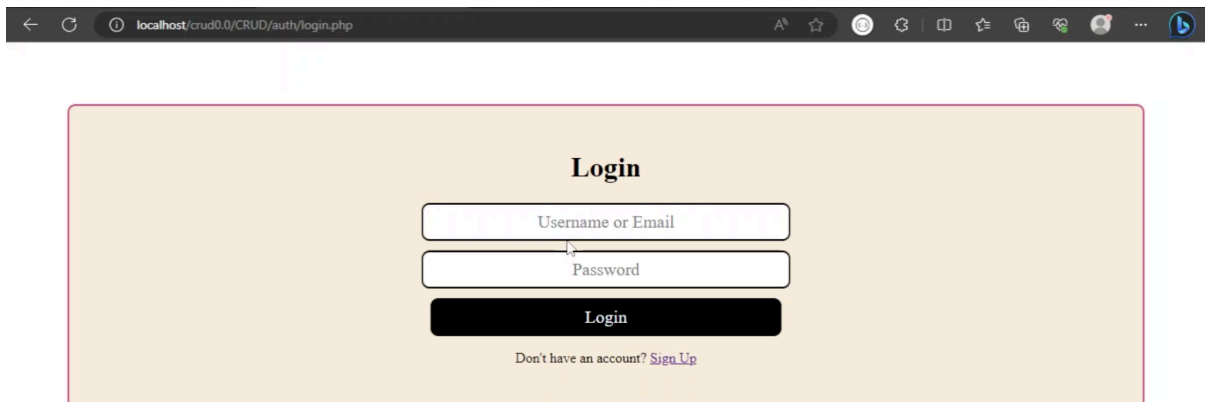 localhost/crud0.0/CRUD/auth/login.php
Login
Username or Email
Password
Login
Don't have an account? Sign Up